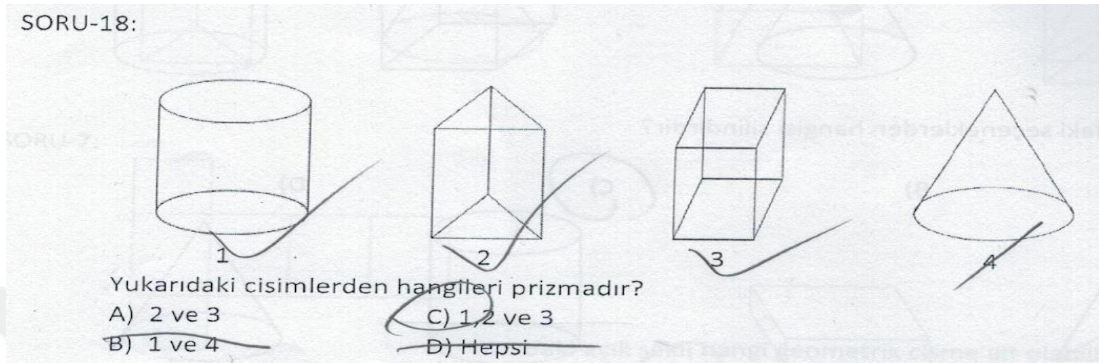 SORU-18:
1 2 3 4
Yukarıdaki cisimlerden hangileri prizmadır?
A) 2 ve 3 C) 1,2 ve 3
B) 1 ve 4 D) Hepsi